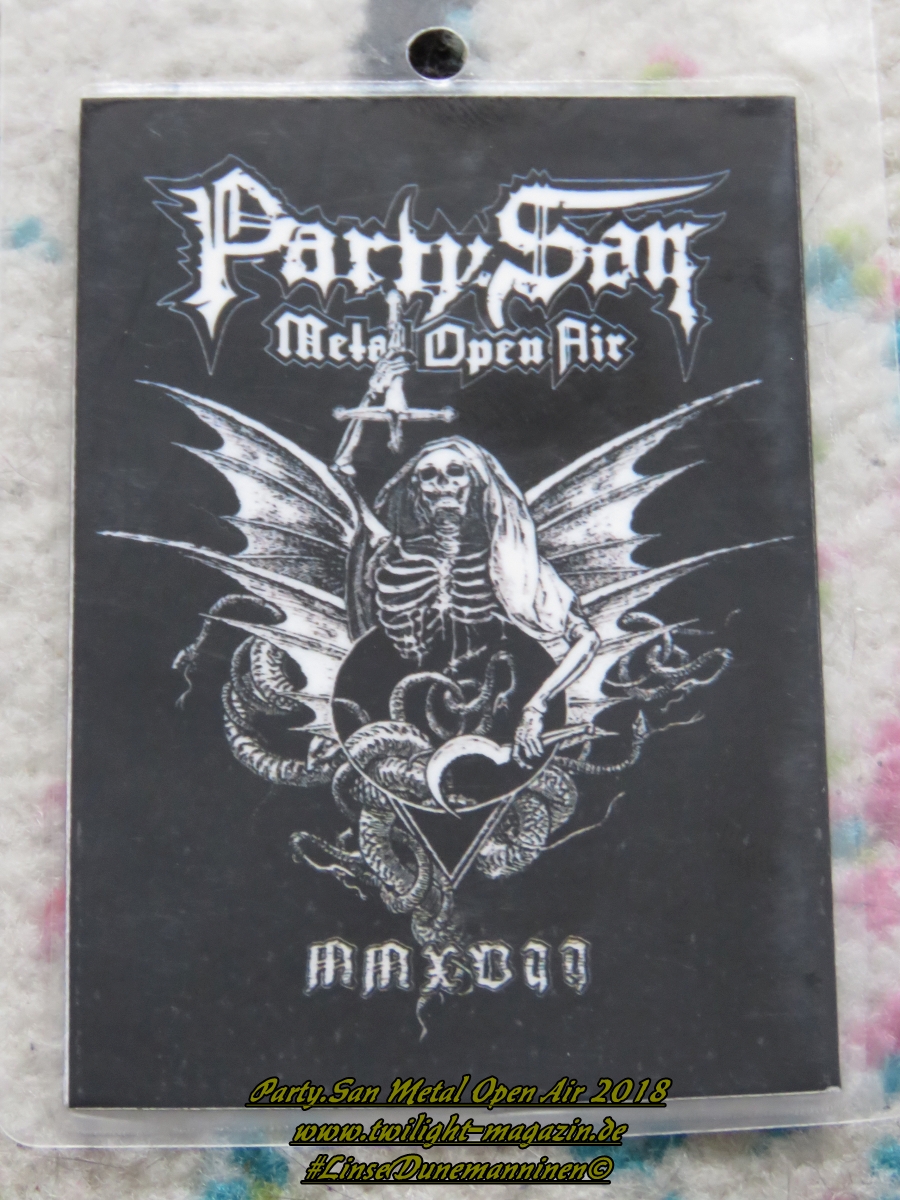 Party.San
Metal Open Air
MMXVII
Party.San Metal Open Air 2018
www.twilight-magazin.de
#LinseDunemanninen©